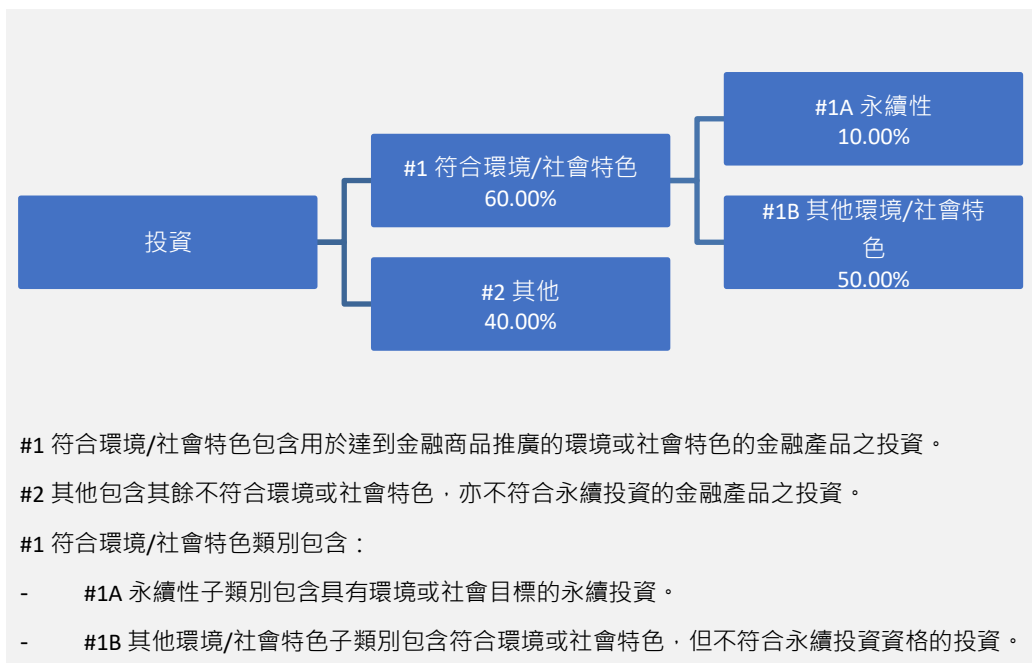 投資
#1 符合環境/社會特色
60.00%
#2 其他
40.00%
#1A 永續性
10.00%
#1B 其他環境/社會特
色
50.00%
#1 符合環境/社會特色包含用於達到金融商品推廣的環境或社會特色的金融產品之投資。
#2 其他包含其餘不符合環境或社會特色，亦不符合永續投資的金融產品之投資。
#1 符合環境/社會特色類別包含：
- #1A 永續性子類別包含具有環境或社會目標的永續投資。
- #1B 其他環境/社會特色子類別包含符合環境或社會特色，但不符合永續投資資格的投資。